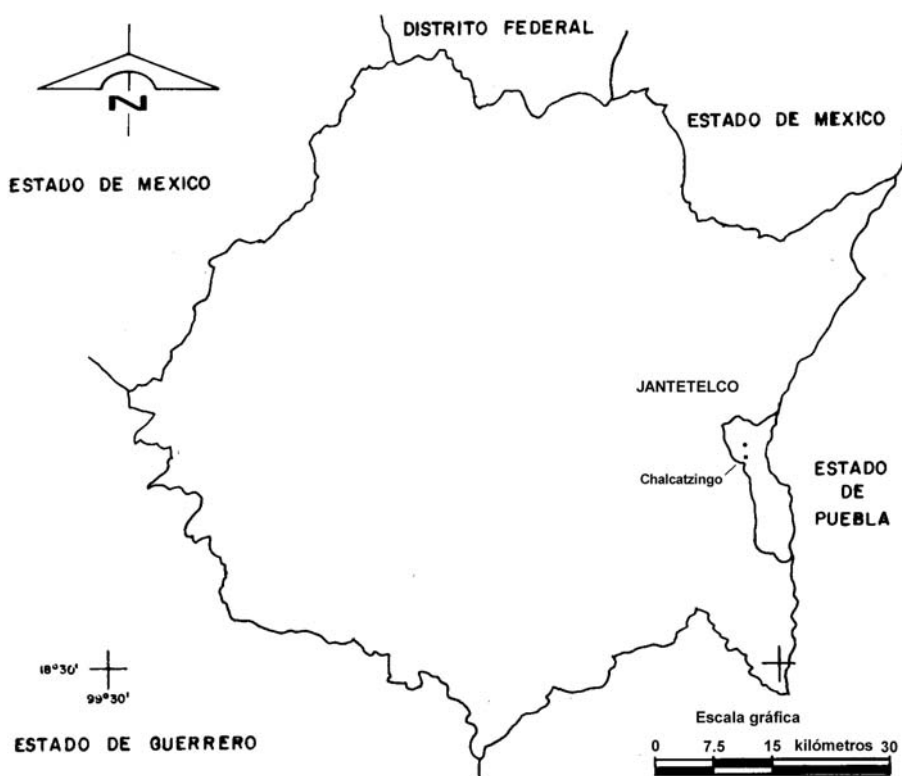 DISTRITO FEDERAL
N
ESTADO DE MEXICO
ESTADO DE MEXICO
JANTETELCO
Chalcatzingo
ESTADO
DE
PUEBLA
18°30'
99°30'
ESTADO DE GUERRERO
Escala gráfica
0 7.5 15 kilómetros 30